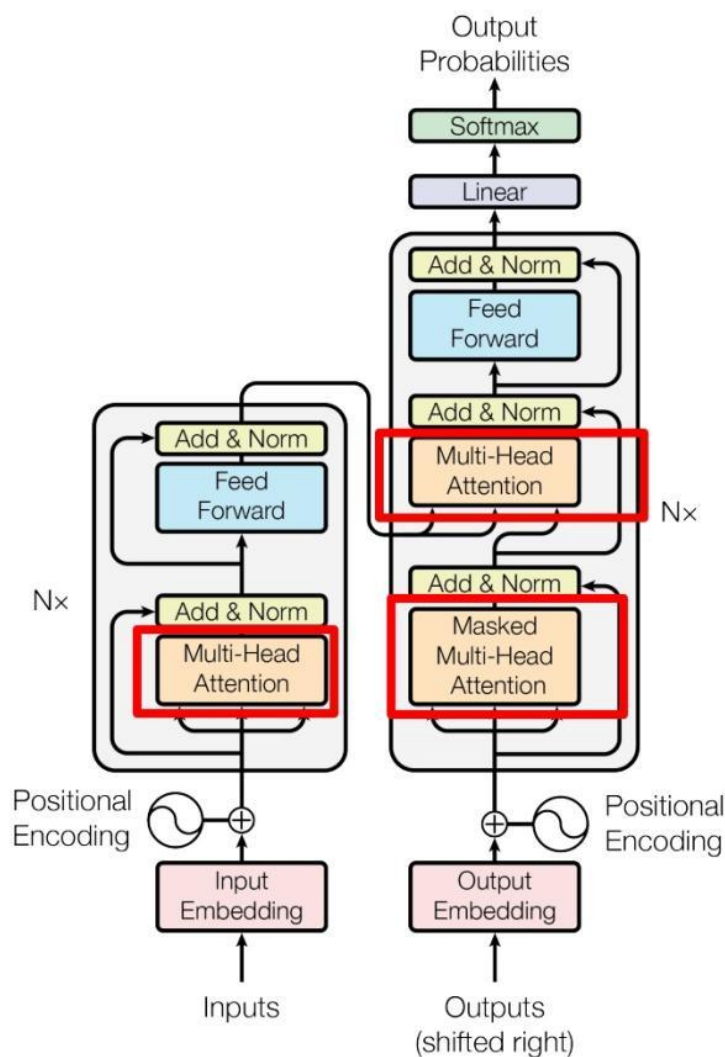 Output
Probabilities
Softmax
Linear
Add & Norm
Feed
Forward
Add & Norm
Multi-Head
Attention
Nx
Add & Norm
Masked
Multi-Head
Attention
Add & Norm
Feed
Forward
Nx
Add & Norm
Multi-Head
Attention
Positional
Encoding
Positional
Encoding
Input
Embedding
Output
Embedding
Inputs
Outputs
(shifted right)